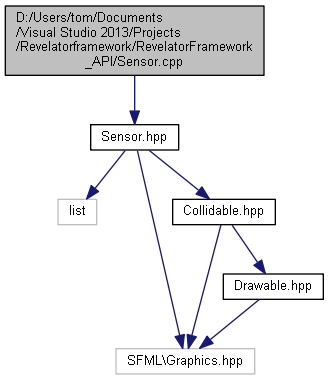 D:/Users/tom/Documents
/Visual Studio 2013/Projects
/Revelatorframework/RevelatorFramework
_API/Sensor.cpp
Sensor.hpp
list
Collidable.hpp
Drawable.hpp
SFML\Graphics.hpp